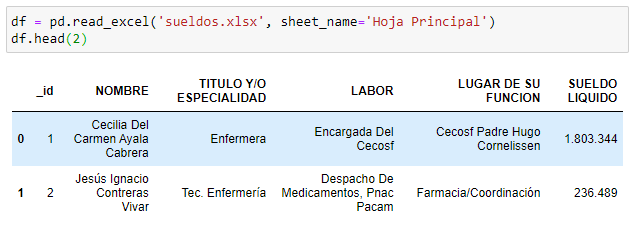 df = pd.read_excel('sueldos.xlsx', sheet_name='Hoja Principal')
df.head(2)
_id NOMBRE TITULO Y/O ESPECIALIDAD LABOR LUGAR DE SU FUNCION SUELDO LIQUIDO
0 1 Cecilia Del Carmen Ayala Cabrera Enfermera Encargada Del Cecosf Cecosf Padre Hugo Cornelissen 1.803.344
1 2 Jesús Ignacio Contreras Vivar Tec. Enfermería Despacho De Medicamentos, Pnac Pacam Farmacia/Coordinación 236.489